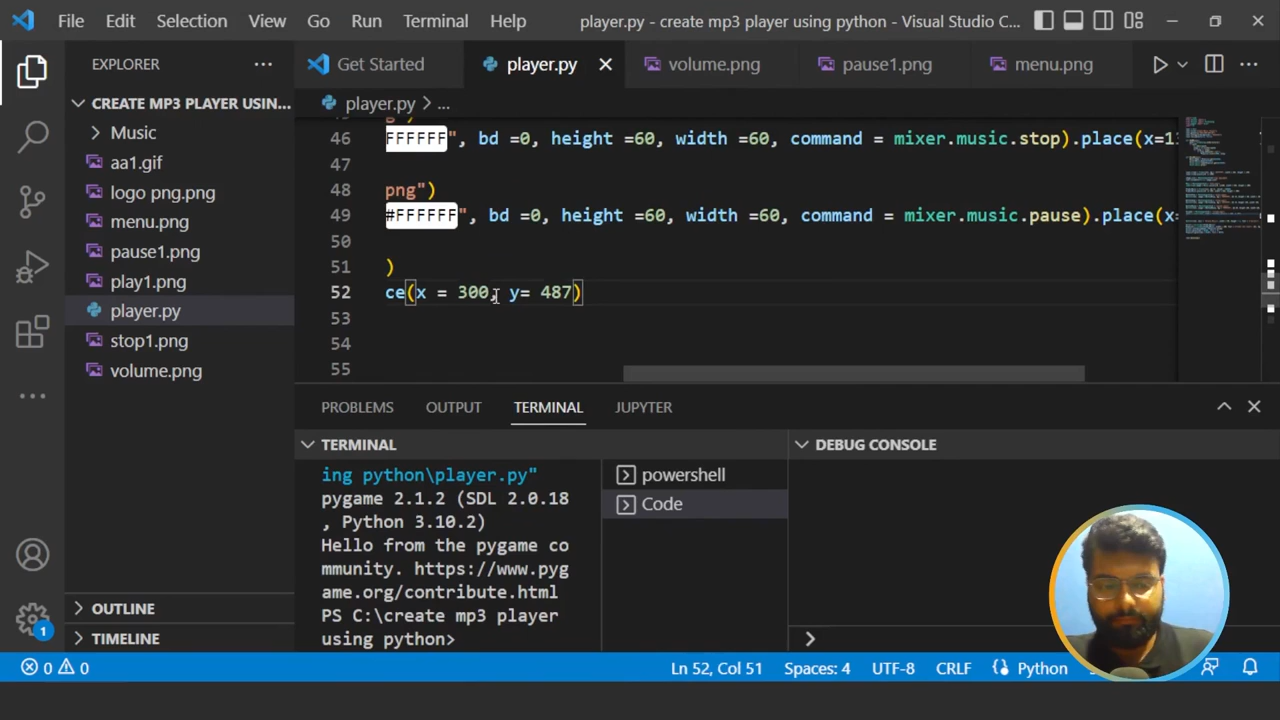 File Edit Selection View Go Run Terminal Help player.py - create mp3 player using python - Visual Studio C...
EXPLORER
Get Started player.py volume.png pause1.png menu.png
CREATE MP3 PLAYER USIN...
Music
aa1.gif
logo png.png
menu.png
pause1.png
play1.png
player.py
stop1.png
volume.png
OUTLINE
TIMELINE
1
player.py > ...
46 FFFFFF", bd =0, height =60, width =60, command = mixer.music.stop).place(x=1
47
48 png")
49 #FFFFFF", bd =0, height =60, width =60, command = mixer.music.pause).place(x=
50
51 )
52 ce(x = 300, y= 487)
53
54
55
PROBLEMS OUTPUT TERMINAL JUPYTER
TERMINAL
ing python\player.py"
pygame 2.1.2 (SDL 2.0.18
, Python 3.10.2)
Hello from the pygame co
mmunity. https://www.pyg
ame.org/contribute.html
PS C:\create mp3 player
using python>
powershell
Code
DEBUG CONSOLE
0 0 Ln 52, Col 51 Spaces: 4 UTF-8 CRLF Python